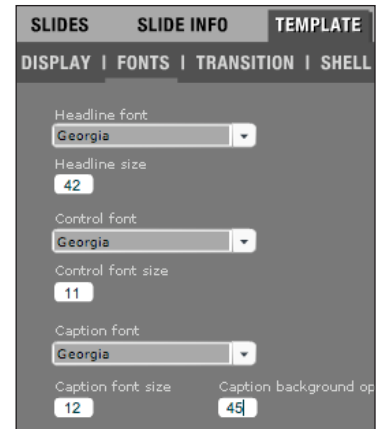 SLIDES SLIDE INFO TEMPLATE
DISPLAY | FONTS | TRANSITION | SHELL
Headline font
Georgia
Headline size
42
Control font
Georgia
Control font size
11
Caption font
Georgia
Caption font size Caption background op
12 45